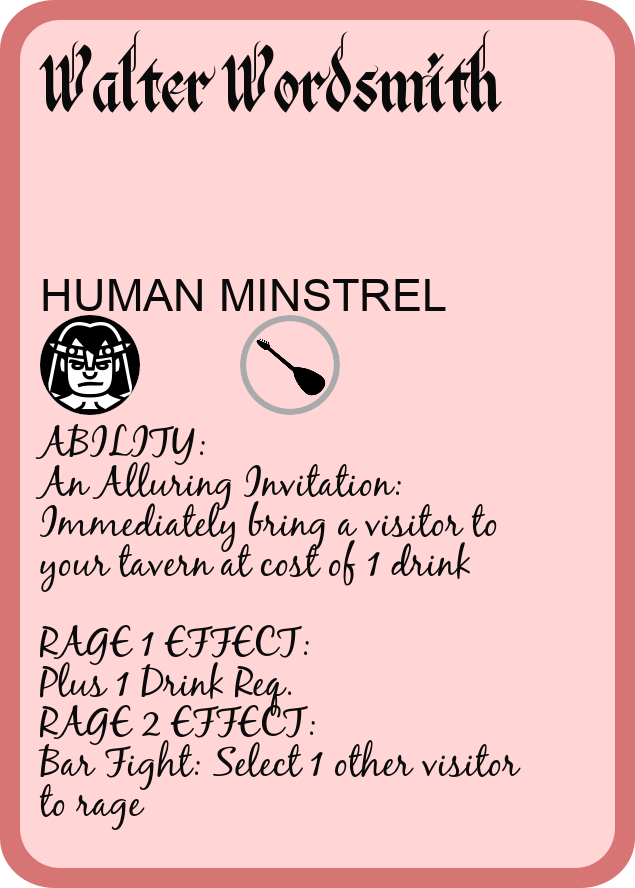 Walter Wordsmith
HUMAN MINSTREL
ABILITY:
An Alluring Invitation:
Immediately bring a visitor to
your tavern at cost of 1 drink
RAGE 1 EFFECT:
Plus 1 Drink Req.
RAGE 2 EFFECT:
Bar Fight: Select 1 other visitor
to rage